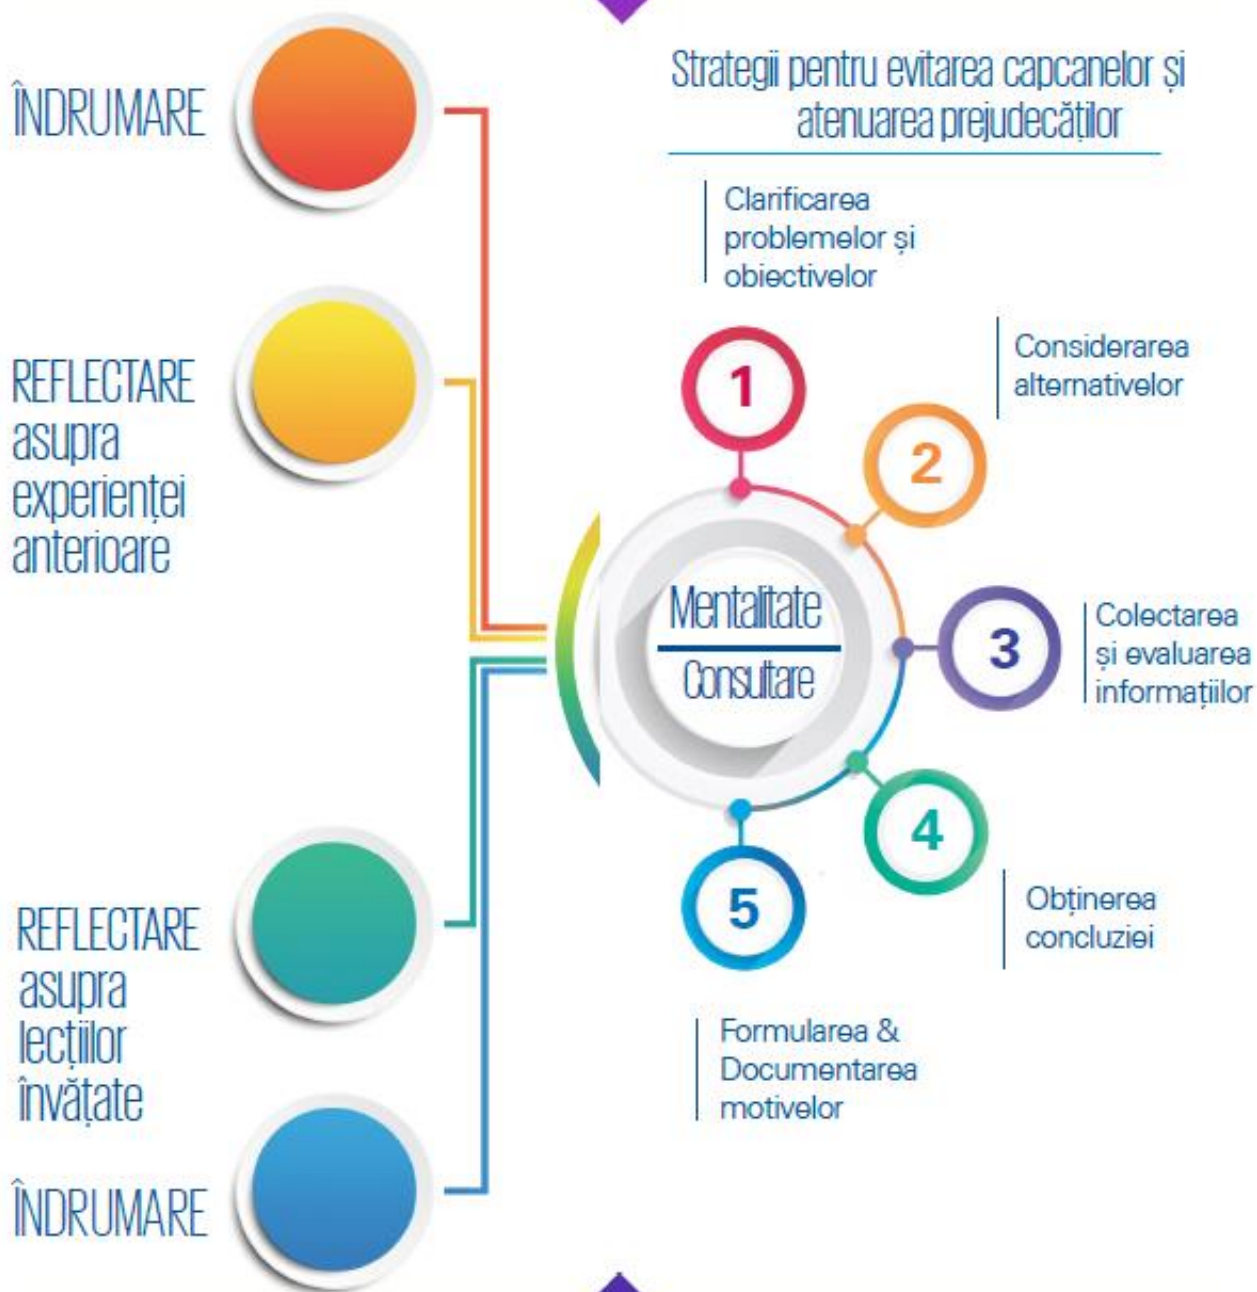 ÎNDRUMARE
REFLECTARE
asupra
experienței
anterioare
REFLECTARE
asupra
lecțiilor
învățate
ÎNDRUMARE
Strategii pentru evitarea capcanelor și
atenuarea prejudecăților
Clarificarea
problemelor și
obiectivelor
1
Considerarea
alternativelor
2
Mentalitate
Consultare
3
Colectarea
și evaluarea
informațiilor
4
Obținerea
concluziei
5
Formularea &
Documentarea
motivelor